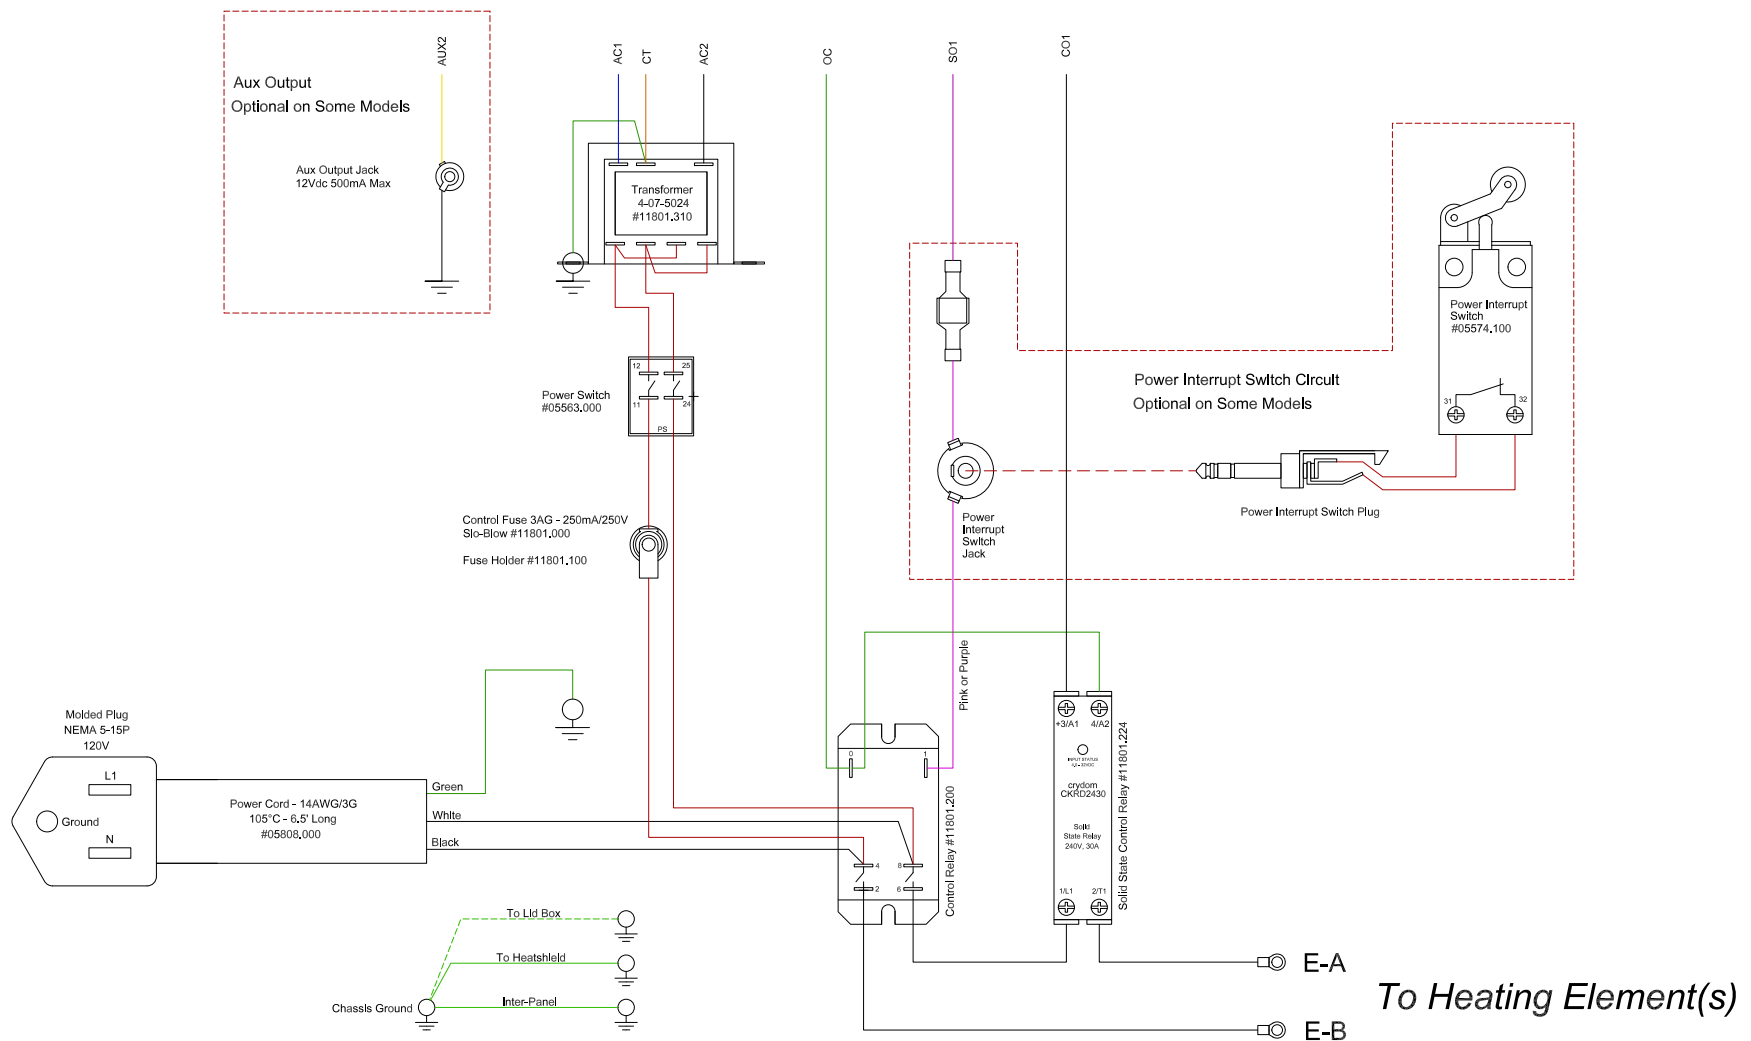 AUX2
AC1
CT
AC2
OC
SO1
CO1
Aux Output
Optional on Some Models
Aux Output Jack
12Vdc 500mA Max
Transformer
4-07-5024
#11801.310
Power Interrupt
Switch
#05574.100
31
32
Power Interrupt Switch Circuit
Optional on Some Models
Power Switch
#05563.000
12
25
11
24
PS
Power Interrupt Switch Plug
Power
Interrupt
Switch
Jack
Control Fuse 3AG - 250mA/250V
Slo-Blow #11801.000
Fuse Holder #11801.100
Pink or Purple
Molded Plug
NEMA 5-15P
120V
L1
Ground
N
Power Cord - 14AWG/3G
105°C - 6.5' Long
#05808.000
Green
White
Black
0
1
4
8
2
6
Control Relay #11801.200
+3/A1
4/A2
INPUT STATUS
crydom
CKRD2430
Solid
State Relay
240V, 30A
1/L1
2/T1
Solid State Control Relay #11801.224
To Lid Box
To Heatshield
Chassis Ground
Inter-Panel
E-A
To Heating Element(s)
E-B